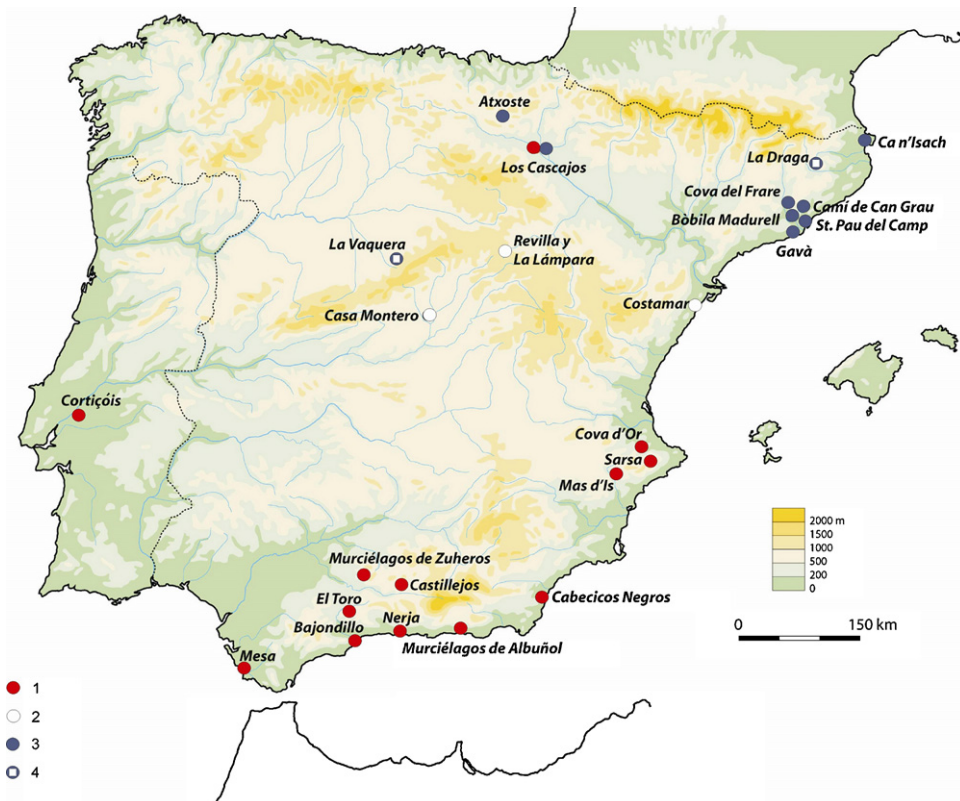 Atxoste
Ca n'Isach
La Draga
Los Cascajos
Cova del Frare
Camí de Can Grau
Bòbila Madurell
St. Pau del Camp
Gavà
La Vaquera
Revilla y
La Lámpara
Costamar
Casa Montero
Cortiçóis
Cova d'Or
Sarsa
Mas d'Is
2000 m
1500
1000
500
200
0
Murciélagos de Zuheros
Castillejos
El Toro
Cabecicos Negros
Nerja
Bajondillo
Murciélagos de Albuñol
0 150 km
Mesa
1
2
3
4